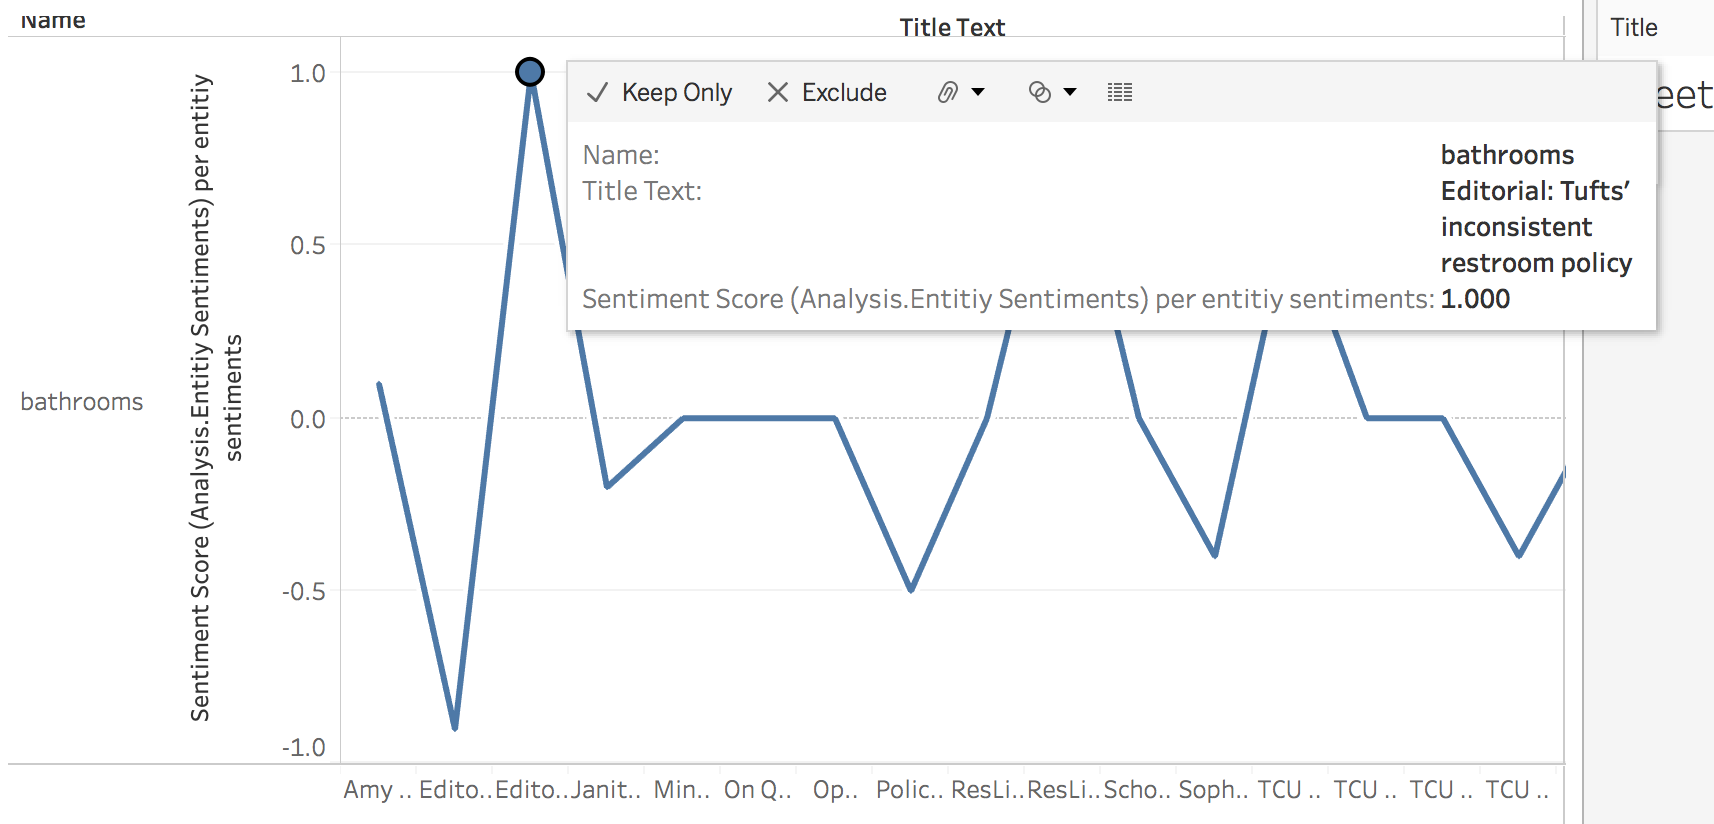 Name
Title Text
Title
Keep Only Exclude
eet
Name: bathrooms
Title Text: Editorial: Tufts’
inconsistent
restroom policy
Sentiment Score (Analysis.Entitiy Sentiments) per entitiy sentiments: 1.000
Sentiment Score (Analysis.Entitiy Sentiments) per entitiy
sentiments
bathrooms
1.0
0.5
0.0
-0.5
-1.0
Amy .. Edito.. Edito.. Janit.. Min.. On Q.. Op.. Polic.. ResLi.. ResLi.. Scho.. Soph.. TCU .. TCU .. TCU .. TCU ..